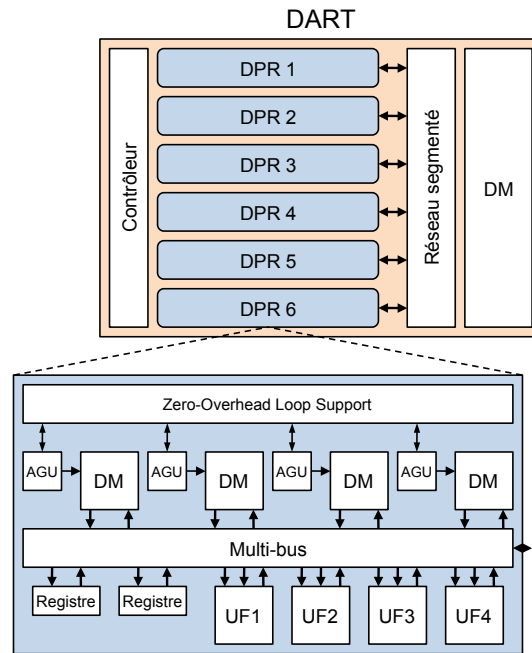 DART
Contrôleur
DPR 1
DPR 2
DPR 3
DPR 4
DPR 5
DPR 6
Réseau segmenté
DM
Zero-Overhead Loop Support
AGU
DM
AGU
DM
AGU
DM
AGU
DM
Multi-bus
Registre
Registre
UF1
UF2
UF3
UF4